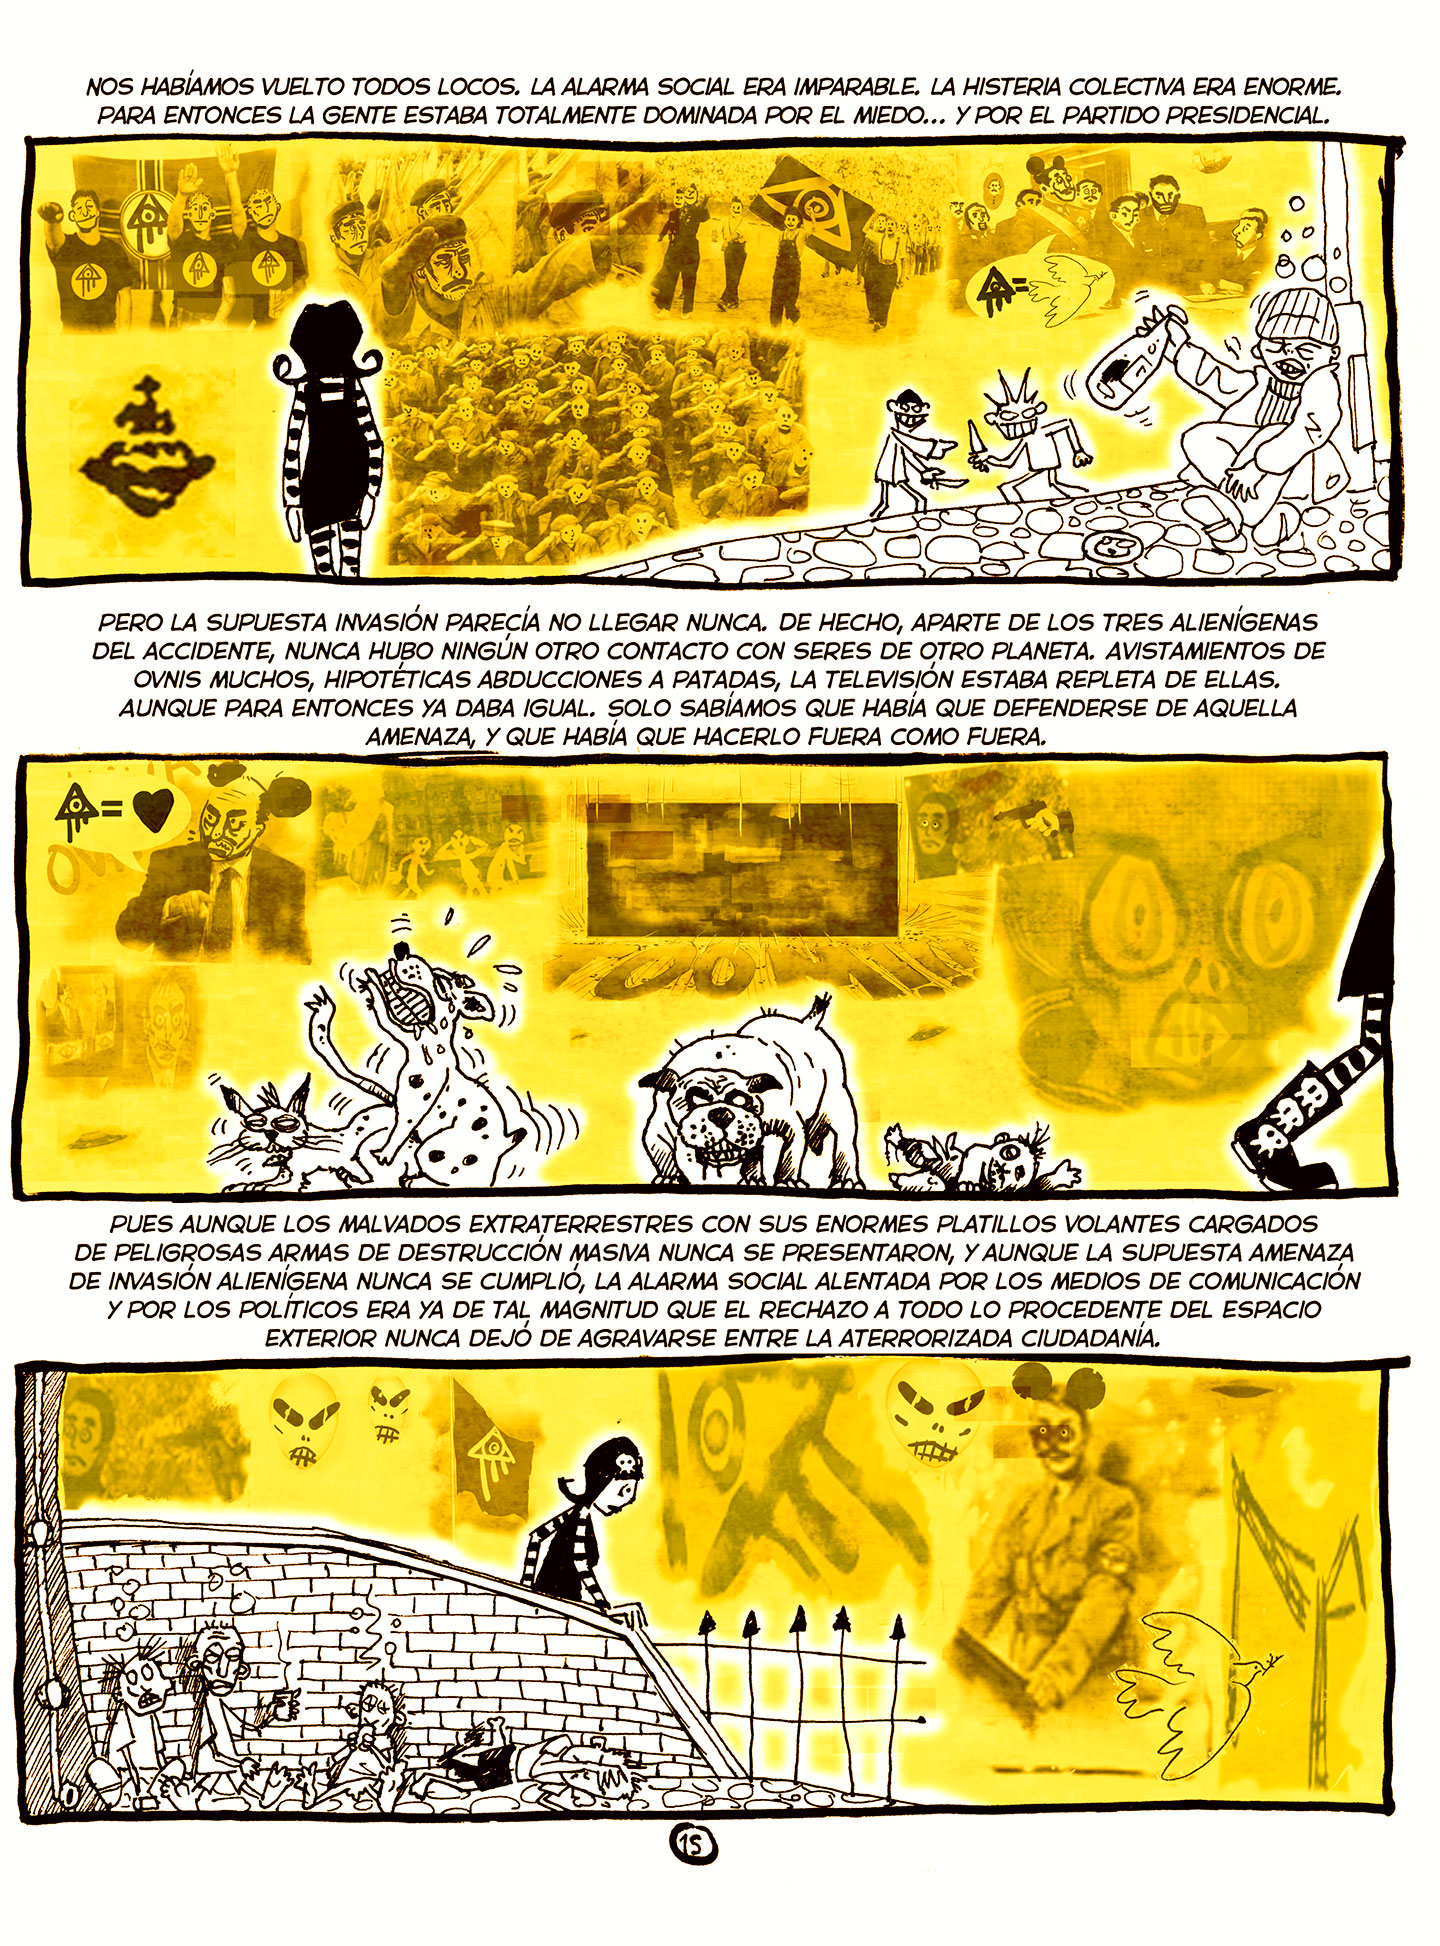 NOS HABÍAMOS VUELTO TODOS LOCOS. LA ALARMA SOCIAL ERA IMPARABLE. LA HISTERIA COLECTIVA ERA ENORME.
PARA ENTONCES LA GENTE ESTABA TOTALMENTE DOMINADA POR EL MIEDO... Y POR EL PARTIDO PRESIDENCIAL.
PERO LA SUPUESTA INVASIÓN PARECÍA NO LLEGAR NUNCA. DE HECHO, APARTE DE LOS TRES ALIENÍGENAS
DEL ACCIDENTE, NUNCA HUBO NINGÚN OTRO CONTACTO CON SERES DE OTRO PLANETA. AVISTAMIENTOS DE
OVNIS MUCHOS, HIPOTÉTICAS ABDUCCIONES A PATADAS, LA TELEVISIÓN ESTABA REPLETA DE ELLAS.
AUNQUE PARA ENTONCES YA DABA IGUAL. SOLO SABÍAMOS QUE HABÍA QUE DEFENDERSE DE AQUELLA
AMENAZA, Y QUE HABÍA QUE HACERLO FUERA COMO FUERA.
PUES AUNQUE LOS MALVADOS EXTRATERRESTRES CON SUS ENORMES PLATILLOS VOLANTES CARGADOS
DE PELIGROSAS ARMAS DE DESTRUCCIÓN MASIVA NUNCA SE PRESENTARON, Y AUNQUE LA SUPUESTA AMENAZA
DE INVASIÓN ALIENÍGENA NUNCA SE CUMPLIÓ, LA ALARMA SOCIAL ALENTADA POR LOS MEDIOS DE COMUNICACIÓN
Y POR LOS POLÍTICOS ERA YA DE TAL MAGNITUD QUE EL RECHAZO A TODO LO PROCEDENTE DEL ESPACIO
EXTERIOR NUNCA DEJÓ DE AGRAVARSE ENTRE LA ATERRORIZADA CIUDADANÍA.
15